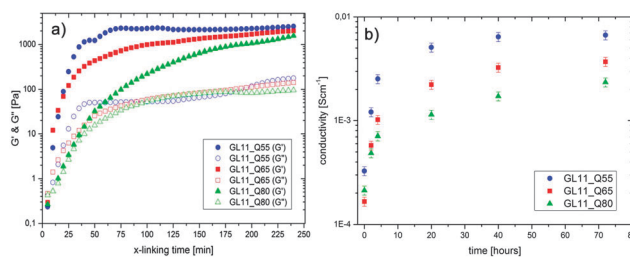 a)
G' & G'' [Pa]
1000
100
10
1
0,1
0 25 50 75 100 125 150 175 200 225 250
x-linking time [min]
GL11_Q55 (G')
GL11_Q55 (G'')
GL11_Q65 (G')
GL11_Q65 (G'')
GL11_Q80 (G')
GL11_Q80 (G'')
b)
conductivity [Scm⁻¹]
0,01
1E-3
1E-4
0 10 20 30 40 50 60 70 80
time [hours]
GL11_Q55
GL11_Q65
GL11_Q80